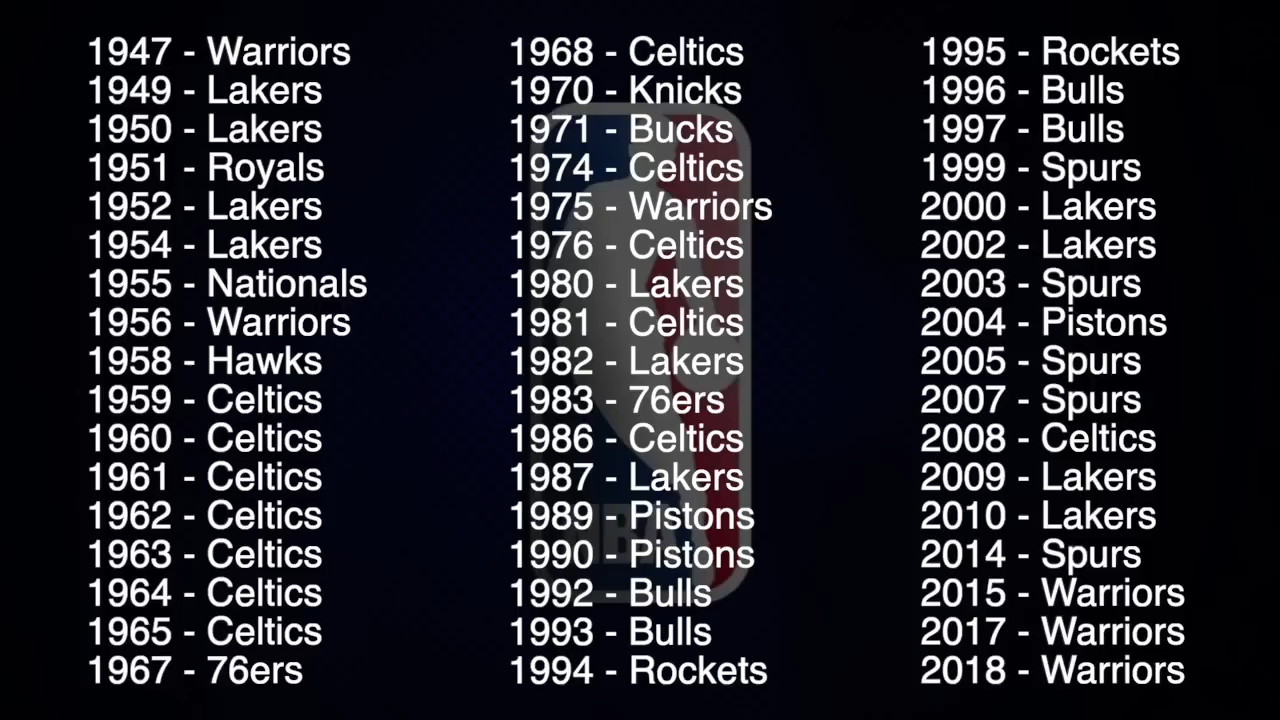 1947 - Warriors
1949 - Lakers
1950 - Lakers
1951 - Royals
1952 - Lakers
1954 - Lakers
1955 - Nationals
1956 - Warriors
1958 - Hawks
1959 - Celtics
1960 - Celtics
1961 - Celtics
1962 - Celtics
1963 - Celtics
1964 - Celtics
1965 - Celtics
1967 - 76ers
1968 - Celtics
1970 - Knicks
1971 - Bucks
1974 - Celtics
1975 - Warriors
1976 - Celtics
1980 - Lakers
1981 - Celtics
1982 - Lakers
1983 - 76ers
1986 - Celtics
1987 - Lakers
1989 - Pistons
1990 - Pistons
1992 - Bulls
1993 - Bulls
1994 - Rockets
1995 - Rockets
1996 - Bulls
1997 - Bulls
1999 - Spurs
2000 - Lakers
2002 - Lakers
2003 - Spurs
2004 - Pistons
2005 - Spurs
2007 - Spurs
2008 - Celtics
2009 - Lakers
2010 - Lakers
2014 - Spurs
2015 - Warriors
2017 - Warriors
2018 - Warriors
NBA